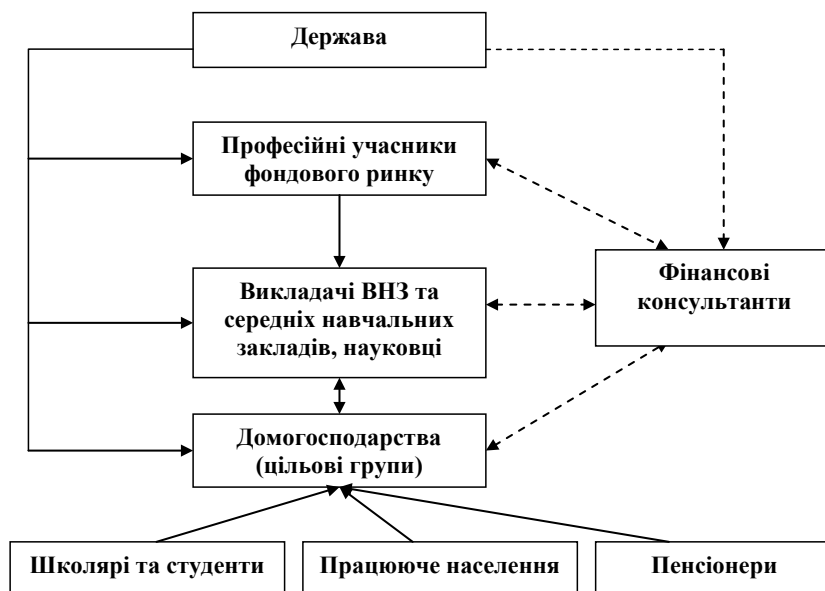 Держава
Професійні учасники
фондового ринку
Викладачі ВНЗ та
середніх навчальних
закладів, науковці
Фінансові
консультанти
Домогосподарства
(цільові групи)
Школярі та студенти
Працююче населення
Пенсіонери